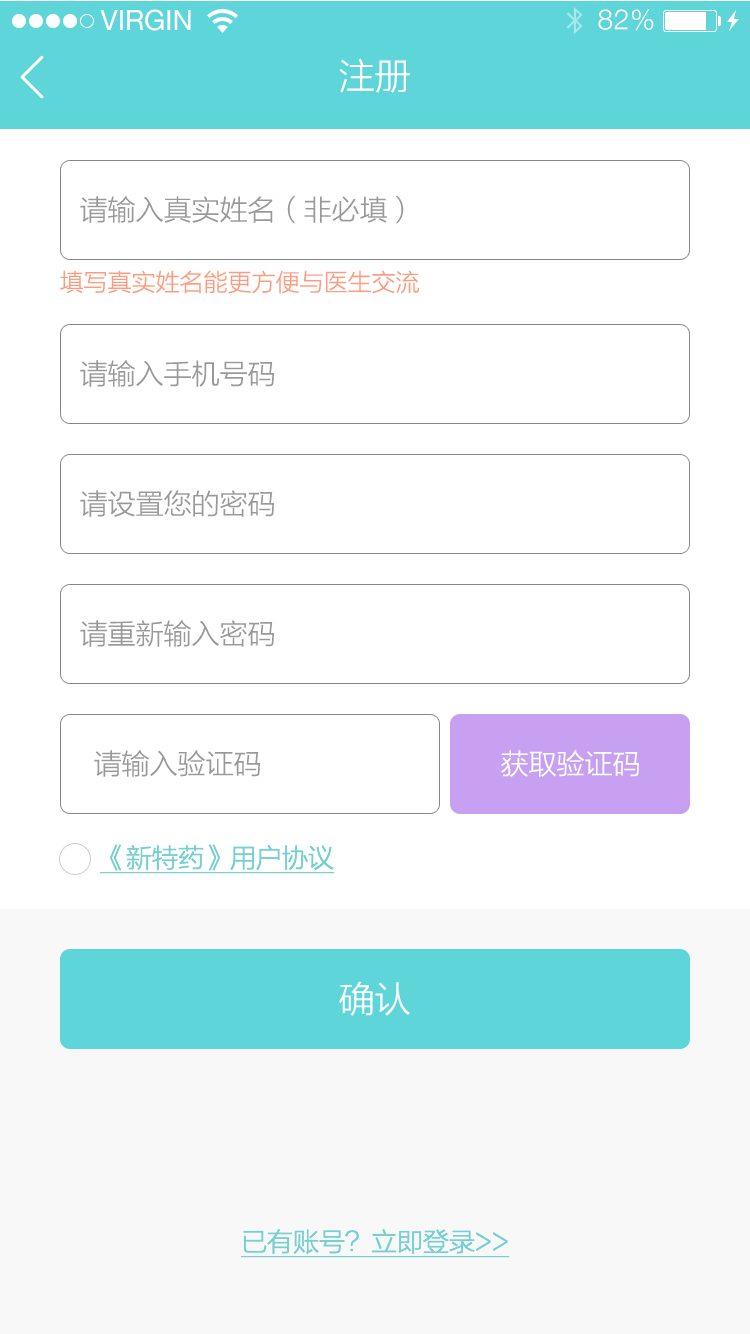 VIRGIN 82%
注册
请输入真实姓名（非必填）
填写真实姓名能更方便与医生交流
请输入手机号码
请设置您的密码
请重新输入密码
请输入验证码 获取验证码
《新特药》用户协议
确认
已有账号？立即登录>>